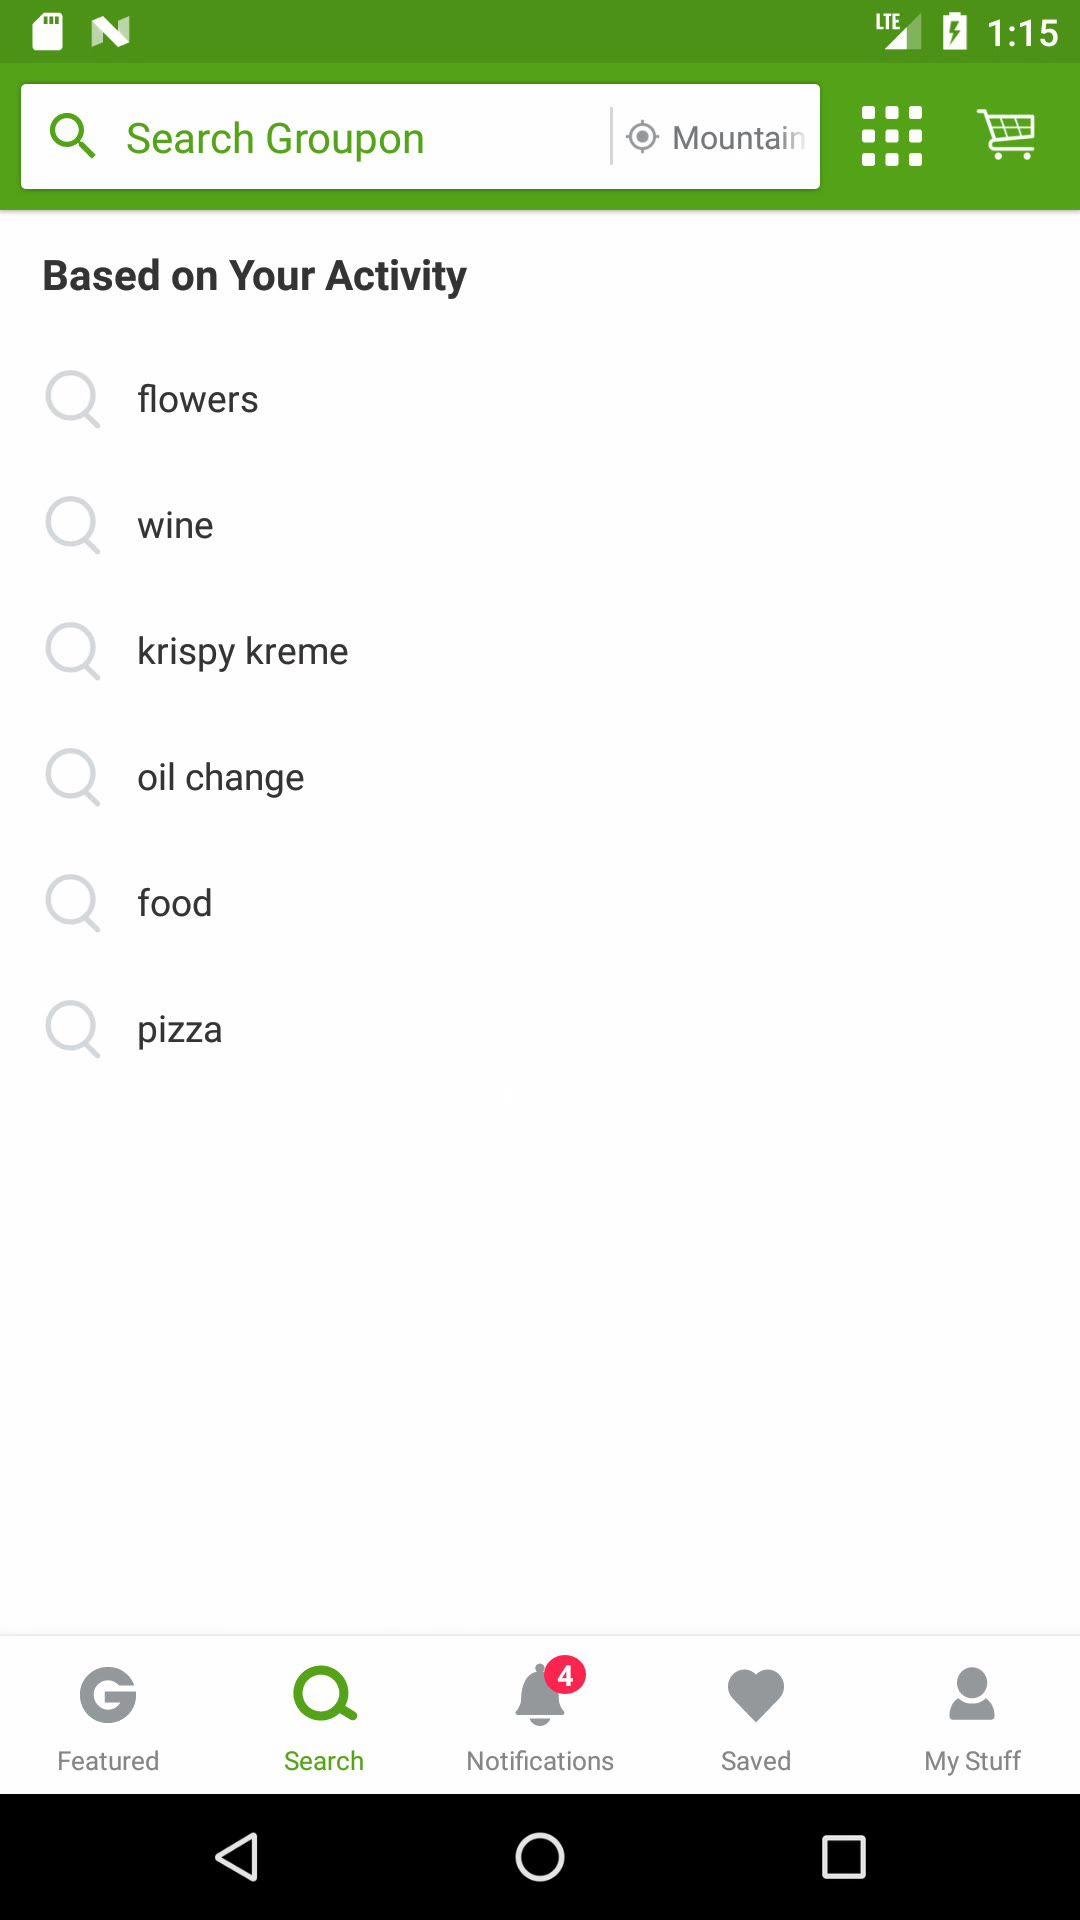 LTE 1:15
Search Groupon Mountain
Based on Your Activity
flowers
wine
krispy kreme
oil change
food
pizza
4
Featured Search Notifications Saved My Stuff